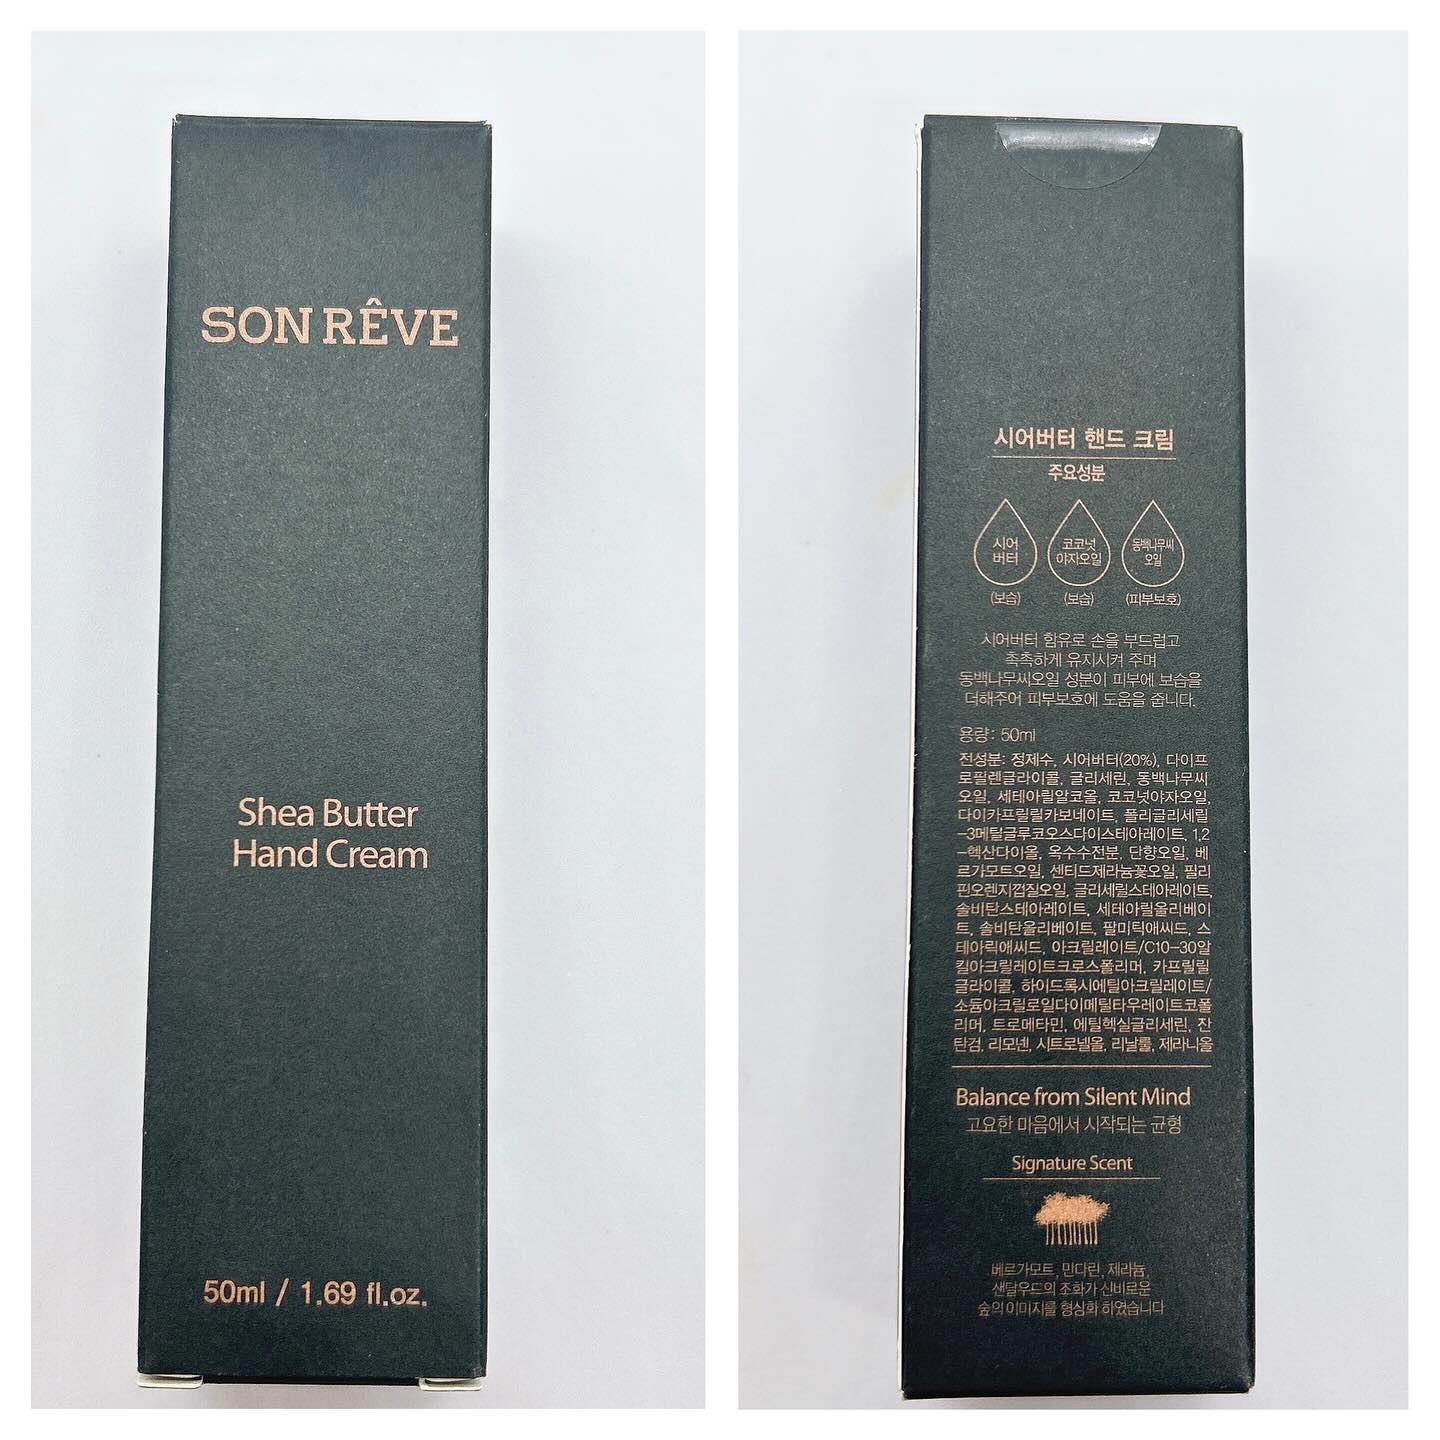 SON RÊVE
Shea Butter
Hand Cream
50ml / 1.69 fl.oz.
시어버터 핸드 크림
주요성분
시어
버터
(보습)
코코넛
야자오일
(보습)
동백나무씨
오일
(피부보호)
시어버터 함유로 손을 부드럽고
촉촉하게 유지시켜 주며
동백나무씨오일 성분이 피부에 보습을
더해주어 피부보호에 도움을 줍니다.
용량: 50ml
전성분: 정제수, 시어버터(20%), 다이프
로필렌글라이콜, 글리세린, 동백나무씨
오일, 세테아릴알코올, 코코넛야자오일,
다이카프릴릴카보네이트, 폴리글리세릴
-3메틸글루코오스다이스테아레이트, 1,2
-헥산다이올, 옥수수전분, 단향오일, 베
르가모트오일, 센티드제라늄꽃오일, 필리
핀오렌지껍질오일, 글리세릴스테아레이트,
솔비탄스테아레이트, 세테아릴올리베이
트, 솔비탄올리베이트, 팔미틱애씨드, 스
테아릭애씨드, 아크릴레이트/C10-30알
킬아크릴레이트크로스폴리머, 카프릴릴
글라이콜, 하이드록시에틸아크릴레이트/
소듐아크릴로일다이메틸타우레이트코폴
리머, 트로메타민, 에틸헥실글리세린, 잔
탄검, 리모넨, 시트로넬올, 리날룰, 제라니올
Balance from Silent Mind
고요한 마음에서 시작되는 균형
Signature Scent
베르가모트, 만다린, 제라늄,
샌달우드의 조화가 신비로운
숲의 이미지를 형상화 하였습니다